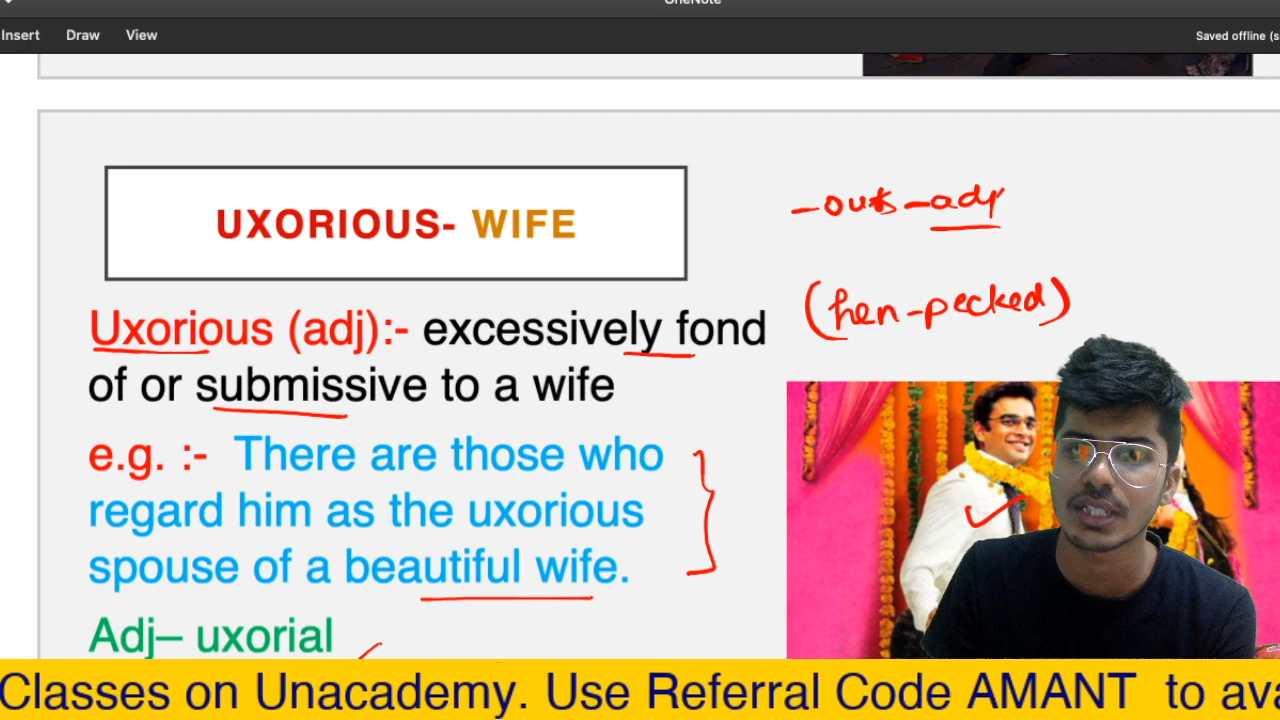 Insert Draw View
Saved offline (s
UXORIOUS- WIFE
-ous -adj
(hen-pecked)
Uxorious (adj):- excessively fond
of or submissive to a wife
e.g. :- There are those who
regard him as the uxorious
spouse of a beautiful wife.
Adj– uxorial
Classes on Unacademy. Use Referral Code AMANT to ava